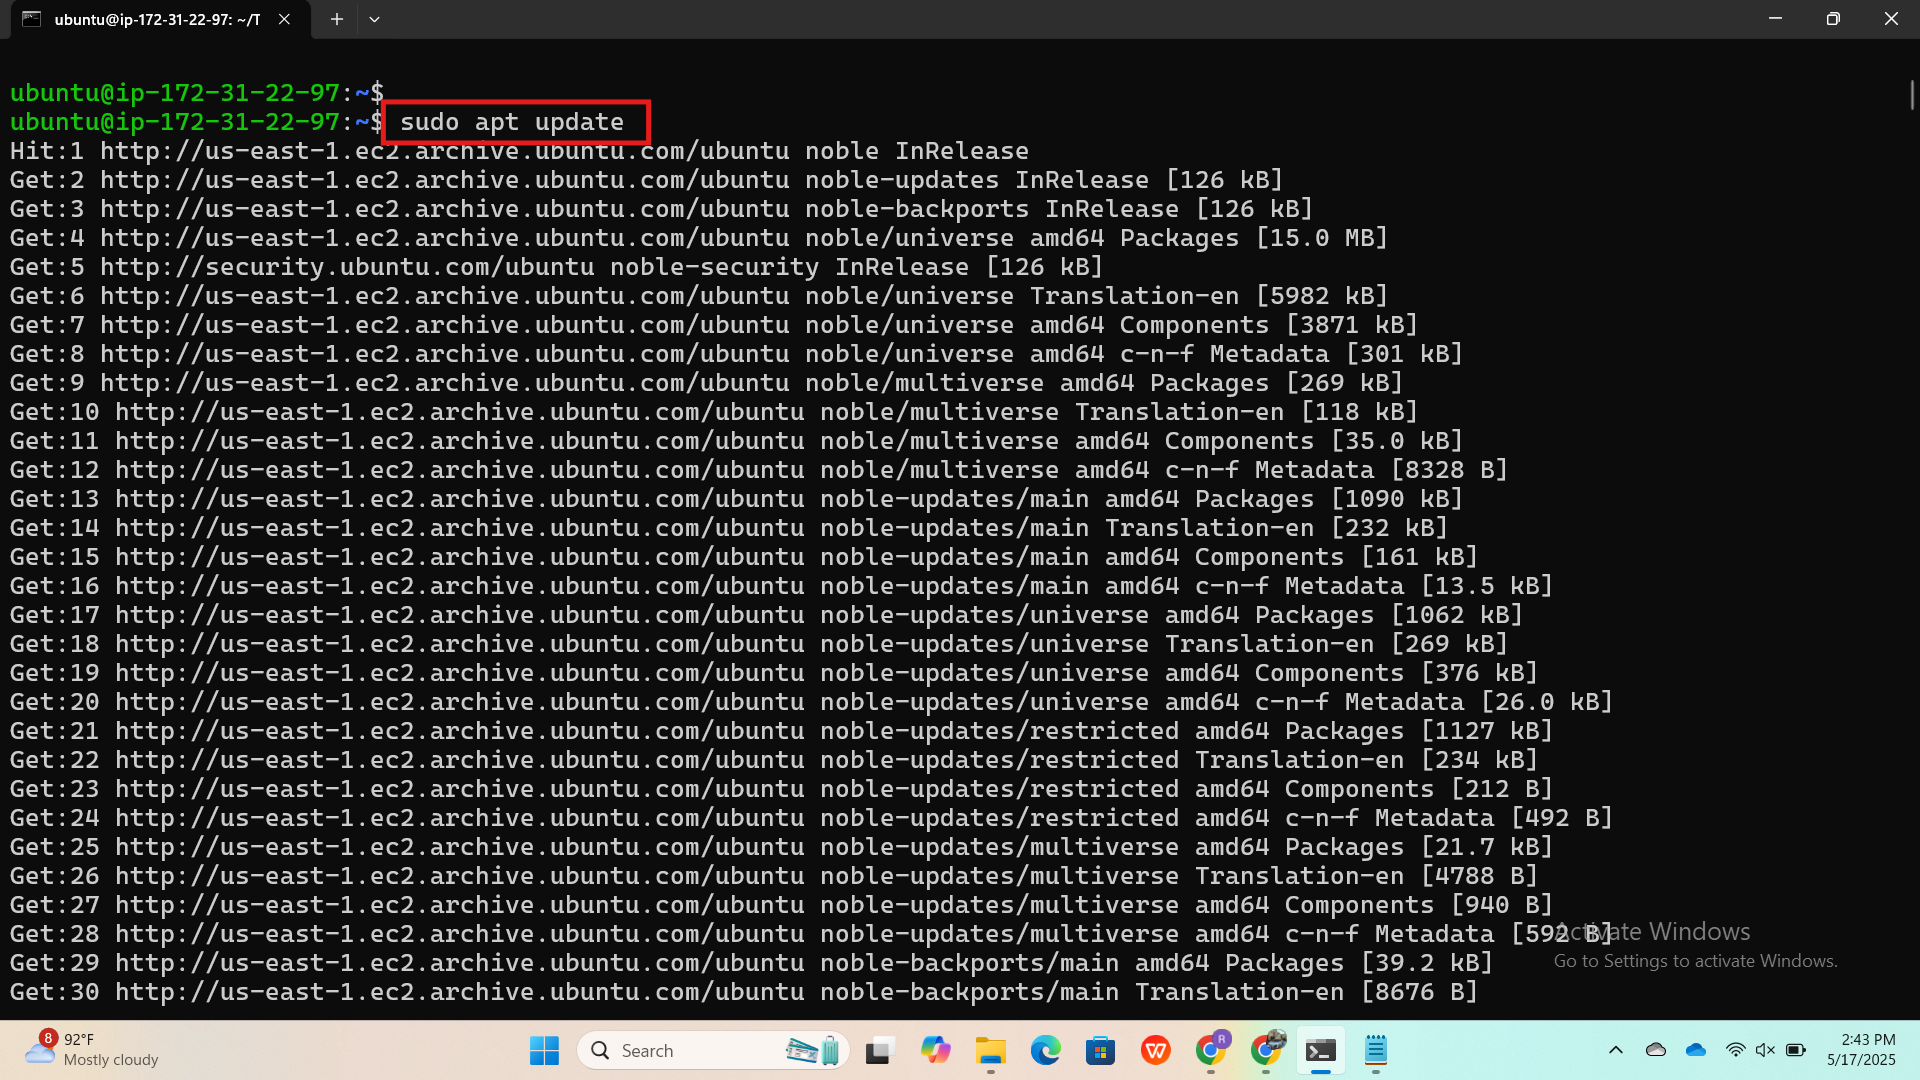 ubuntu@ip-172-31-22-97: ~/T
ubuntu@ip-172-31-22-97:~$
ubuntu@ip-172-31-22-97:~$ sudo apt update
Hit:1 http://us-east-1.ec2.archive.ubuntu.com/ubuntu noble InRelease
Get:2 http://us-east-1.ec2.archive.ubuntu.com/ubuntu noble-updates InRelease [126 kB]
Get:3 http://us-east-1.ec2.archive.ubuntu.com/ubuntu noble-backports InRelease [126 kB]
Get:4 http://us-east-1.ec2.archive.ubuntu.com/ubuntu noble/universe amd64 Packages [15.0 MB]
Get:5 http://security.ubuntu.com/ubuntu noble-security InRelease [126 kB]
Get:6 http://us-east-1.ec2.archive.ubuntu.com/ubuntu noble/universe Translation-en [5982 kB]
Get:7 http://us-east-1.ec2.archive.ubuntu.com/ubuntu noble/universe amd64 Components [3871 kB]
Get:8 http://us-east-1.ec2.archive.ubuntu.com/ubuntu noble/universe amd64 c-n-f Metadata [301 kB]
Get:9 http://us-east-1.ec2.archive.ubuntu.com/ubuntu noble/multiverse amd64 Packages [269 kB]
Get:10 http://us-east-1.ec2.archive.ubuntu.com/ubuntu noble/multiverse Translation-en [118 kB]
Get:11 http://us-east-1.ec2.archive.ubuntu.com/ubuntu noble/multiverse amd64 Components [35.0 kB]
Get:12 http://us-east-1.ec2.archive.ubuntu.com/ubuntu noble/multiverse amd64 c-n-f Metadata [8328 B]
Get:13 http://us-east-1.ec2.archive.ubuntu.com/ubuntu noble-updates/main amd64 Packages [1090 kB]
Get:14 http://us-east-1.ec2.archive.ubuntu.com/ubuntu noble-updates/main Translation-en [232 kB]
Get:15 http://us-east-1.ec2.archive.ubuntu.com/ubuntu noble-updates/main amd64 Components [161 kB]
Get:16 http://us-east-1.ec2.archive.ubuntu.com/ubuntu noble-updates/main amd64 c-n-f Metadata [13.5 kB]
Get:17 http://us-east-1.ec2.archive.ubuntu.com/ubuntu noble-updates/universe amd64 Packages [1062 kB]
Get:18 http://us-east-1.ec2.archive.ubuntu.com/ubuntu noble-updates/universe Translation-en [269 kB]
Get:19 http://us-east-1.ec2.archive.ubuntu.com/ubuntu noble-updates/universe amd64 Components [376 kB]
Get:20 http://us-east-1.ec2.archive.ubuntu.com/ubuntu noble-updates/universe amd64 c-n-f Metadata [26.0 kB]
Get:21 http://us-east-1.ec2.archive.ubuntu.com/ubuntu noble-updates/restricted amd64 Packages [1127 kB]
Get:22 http://us-east-1.ec2.archive.ubuntu.com/ubuntu noble-updates/restricted Translation-en [234 kB]
Get:23 http://us-east-1.ec2.archive.ubuntu.com/ubuntu noble-updates/restricted amd64 Components [212 B]
Get:24 http://us-east-1.ec2.archive.ubuntu.com/ubuntu noble-updates/restricted amd64 c-n-f Metadata [492 B]
Get:25 http://us-east-1.ec2.archive.ubuntu.com/ubuntu noble-updates/multiverse amd64 Packages [21.7 kB]
Get:26 http://us-east-1.ec2.archive.ubuntu.com/ubuntu noble-updates/multiverse Translation-en [4788 B]
Get:27 http://us-east-1.ec2.archive.ubuntu.com/ubuntu noble-updates/multiverse amd64 Components [940 B]
Get:28 http://us-east-1.ec2.archive.ubuntu.com/ubuntu noble-updates/multiverse amd64 c-n-f Metadata [592 B]
Get:29 http://us-east-1.ec2.archive.ubuntu.com/ubuntu noble-backports/main amd64 Packages [39.2 kB]
Get:30 http://us-east-1.ec2.archive.ubuntu.com/ubuntu noble-backports/main Translation-en [8676 B]
Activate Windows
Go to Settings to activate Windows.
8
92°F
Mostly cloudy
Search
R
2:43 PM
5/17/2025